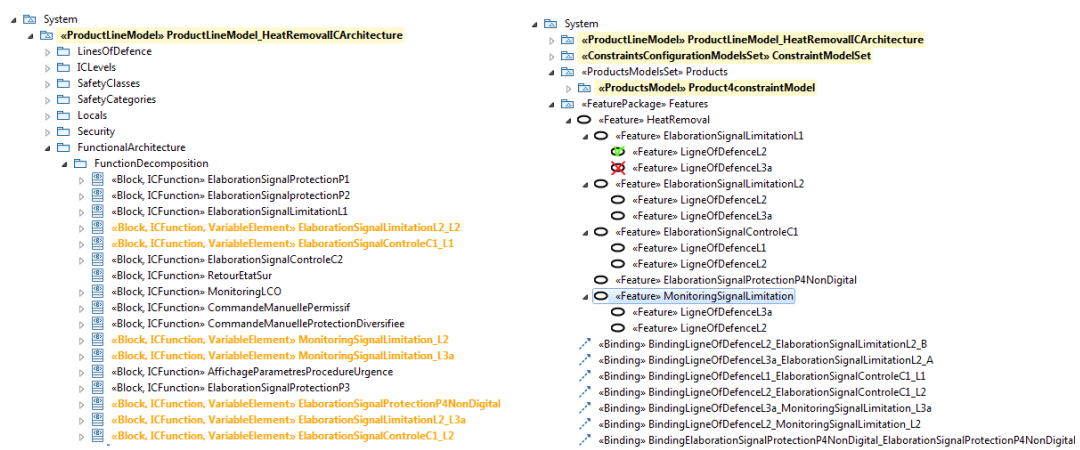 System
«ProductLineModel» ProductLineModel_HeatRemovalICArchitecture
LinesOfDefence
ICLevels
SafetyClasses
SafetyCategories
Locals
Security
FunctionalArchitecture
FunctionDecomposition
«Block, ICFunction» ElaborationSignalProtectionP1
«Block, ICFunction» ElaborationSignalprotectionP2
«Block, ICFunction» ElaborationSignalLimitationL1
«Block, ICFunction, VariableElement» ElaborationSignalLimitationL2_L2
«Block, ICFunction, VariableElement» ElaborationSignalControleC1_L1
«Block, ICFunction» ElaborationSignalControleC2
«Block, ICFunction» RetourEtatSur
«Block, ICFunction» MonitoringLCO
«Block, ICFunction» CommandeManuellePermissif
«Block, ICFunction» CommandeManuelleProtectionDiversifiee
«Block, ICFunction, VariableElement» MonitoringSignalLimitation_L2
«Block, ICFunction, VariableElement» MonitoringSignalLimitation_L3a
«Block, ICFunction» AffichageParametresProcedureUrgence
«Block, ICFunction» ElaborationSignalProtectionP3
«Block, ICFunction, VariableElement» ElaborationSignalProtectionP4NonDigital
«Block, ICFunction, VariableElement» ElaborationSignalLimitationL2_L3a
«Block, ICFunction, VariableElement» ElaborationSignalControleC1_L2
System
«ProductLineModel» ProductLineModel_HeatRemovalICArchitecture
«ConstraintsConfigurationModelsSet» ConstraintModelSet
«ProductsModelsSet» Products
«ProductsModel» Product4constraintModel
«FeaturePackage» Features
«Feature» HeatRemoval
«Feature» ElaborationSignalLimitationL1
«Feature» LigneOfDefenceL2
«Feature» LigneOfDefenceL3a
«Feature» ElaborationSignalLimitationL2
«Feature» LigneOfDefenceL2
«Feature» LigneOfDefenceL3a
«Feature» ElaborationSignalControleC1
«Feature» LigneOfDefenceL1
«Feature» LigneOfDefenceL2
«Feature» ElaborationSignalProtectionP4NonDigital
«Feature» MonitoringSignalLimitation
«Feature» LigneOfDefenceL3a
«Feature» LigneOfDefenceL2
«Binding» BindingLigneOfDefenceL2_ElaborationSignalLimitationL2_B
«Binding» BindingLigneOfDefenceL3a_ElaborationSignalLimitationL2_A
«Binding» BindingLigneOfDefenceL1_ElaborationSignalControleC1_L1
«Binding» BindingLigneOfDefenceL2_ElaborationSignalControleC1_L2
«Binding» BindingLigneOfDefenceL3a_MonitoringSignalLimitation_L3a
«Binding» BindingLigneOfDefenceL2_MonitoringSignalLimitation_L2
«Binding» BindingElaborationSignalProtectionP4NonDigital_ElaborationSignalProtectionP4NonDigital